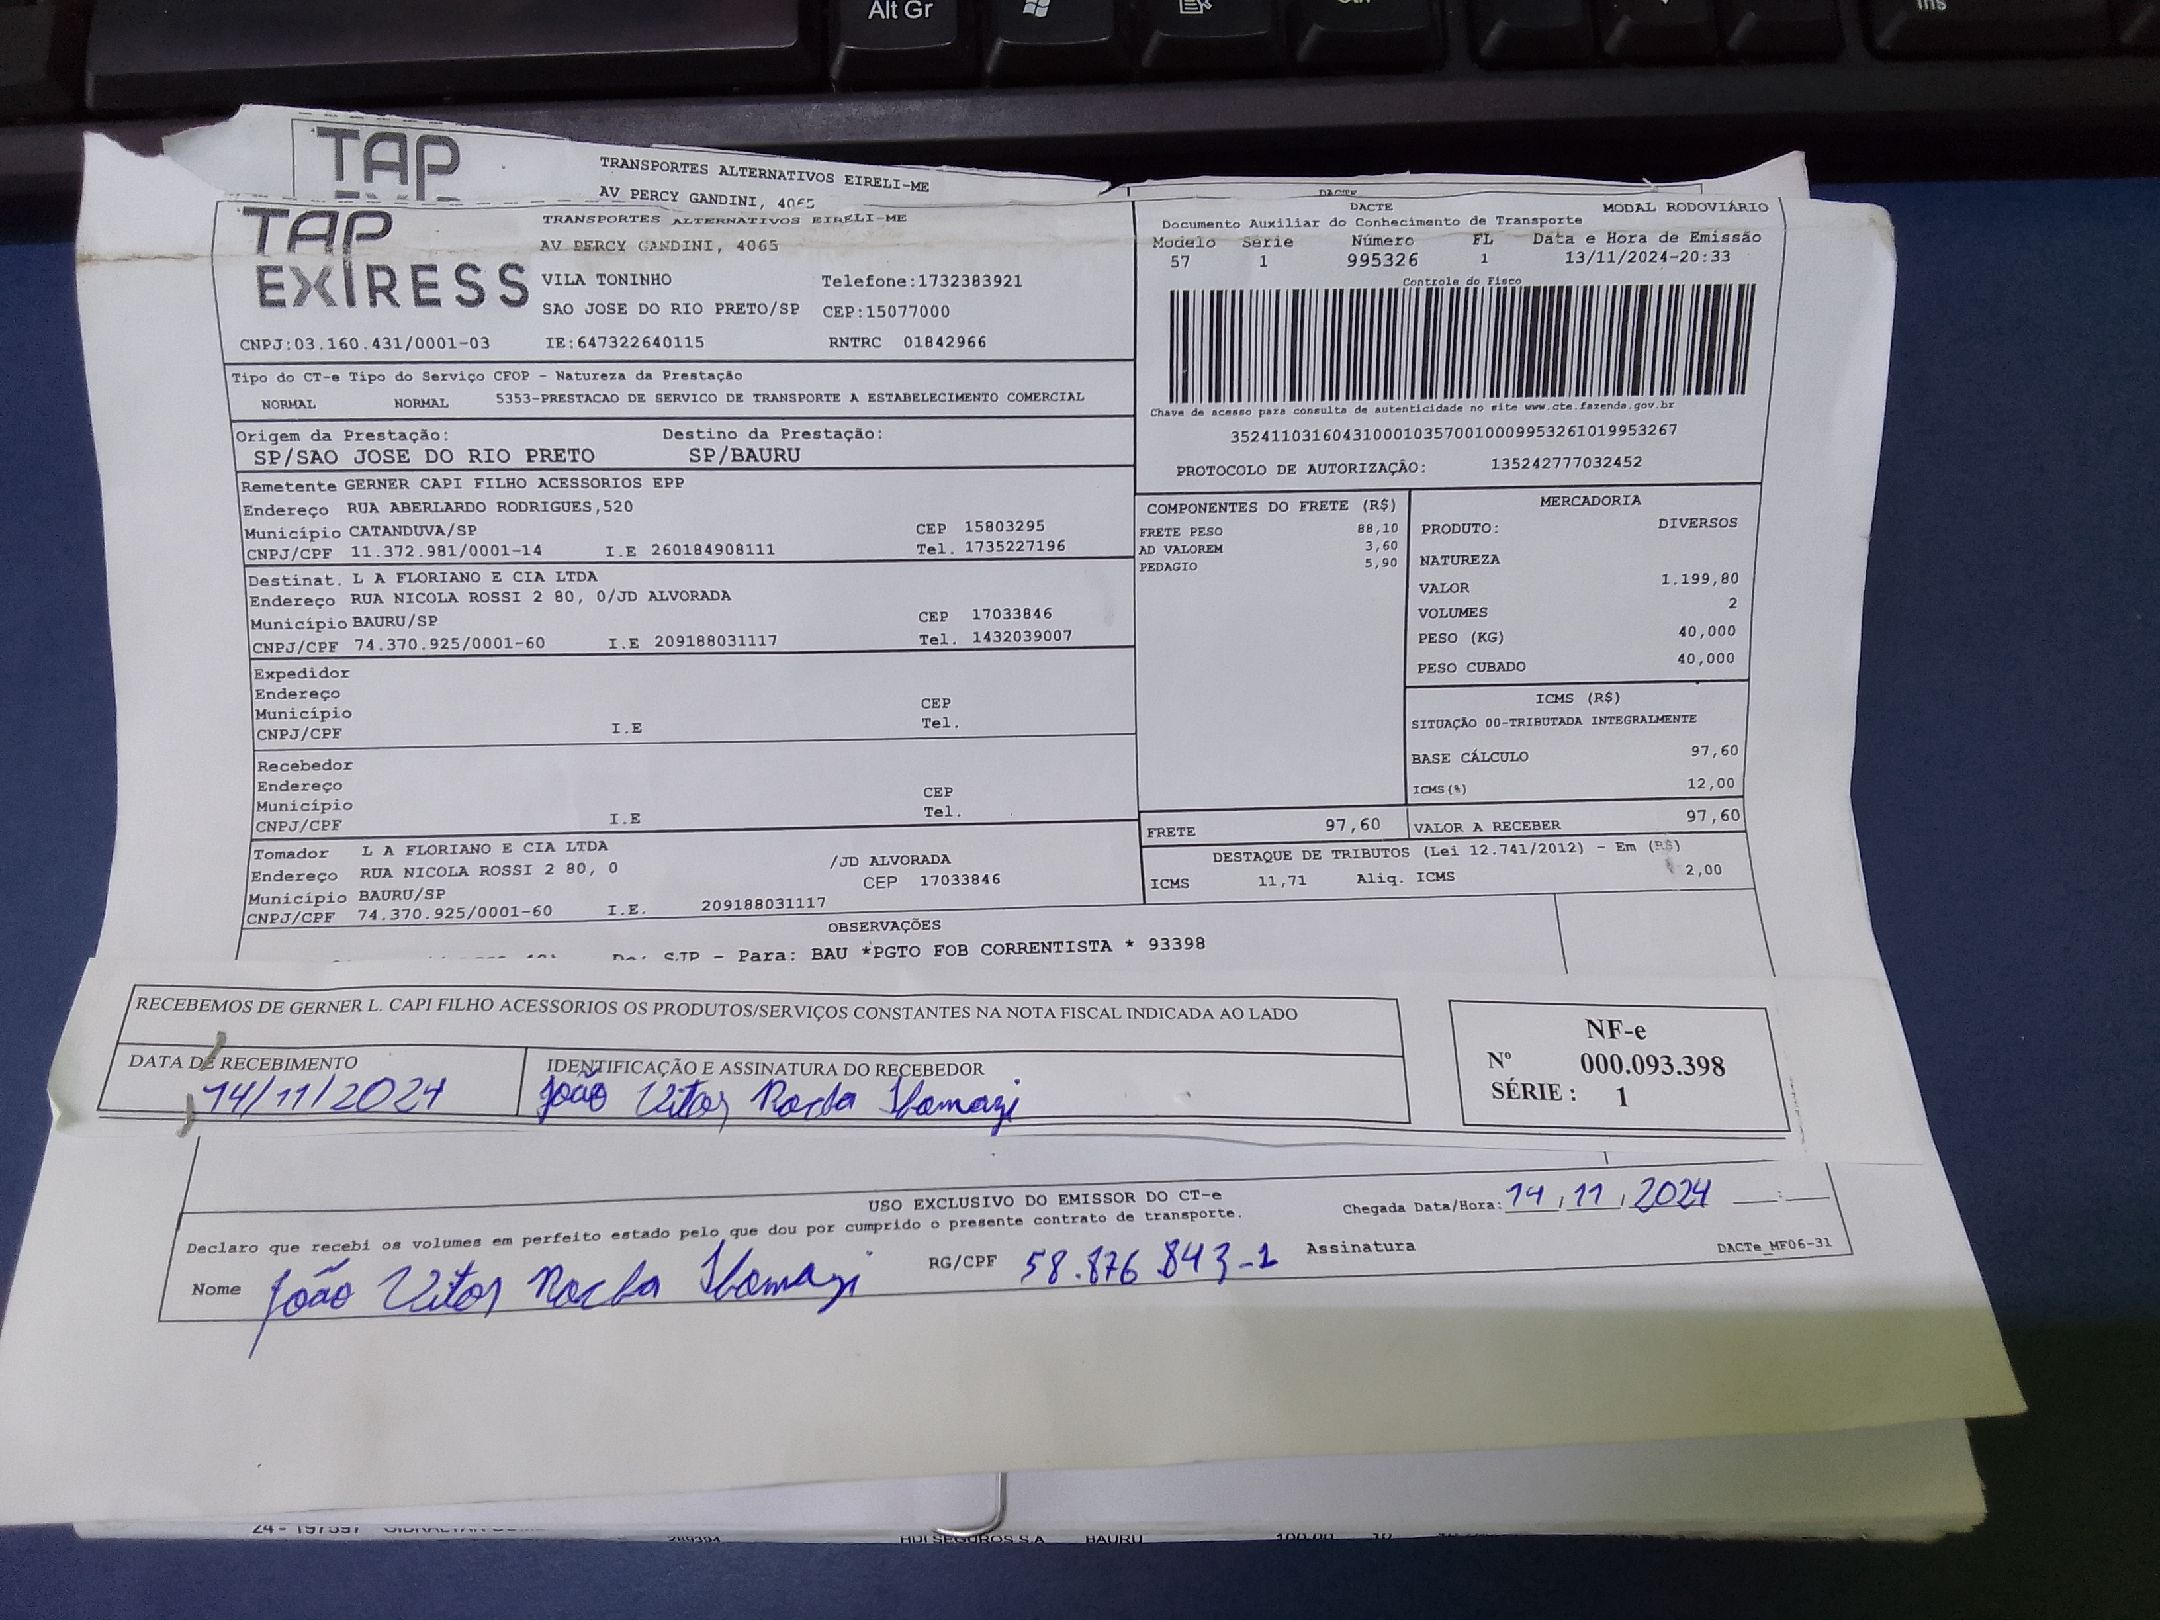 Alt Gr
Ins
TAP
TRANSPORTES ALTERNATIVOS EIRELI-ME
AV PERCY GANDINI, 4065
DACTE
TAP EXPRESS
TRANSPORTES ALTERNATIVOS EIRELI-ME
AV PERCY GANDINI, 4065
VILA TONINHO Telefone:1732383921
SAO JOSE DO RIO PRETO/SP CEP:15077000
CNPJ:03.160.431/0001-03 IE:647322640115 RNTRC 01842966
DACTE MODAL RODOVIÁRIO
Documento Auxiliar do Conhecimento de Transporte
Modelo Série Número FL Data e Hora de Emissão
57 1 995326 1 13/11/2024-20:33
Controle do Fisco
Chave de acesso para consulta de autenticidade no site www.cte.fazenda.gov.br
35241103160431000103570010009953261019953267
PROTOCOLO DE AUTORIZAÇÃO: 135242777032452
Tipo do CT-e Tipo do Serviço CFOP - Natureza da Prestação
NORMAL NORMAL 5353-PRESTACAO DE SERVICO DE TRANSPORTE A ESTABELECIMENTO COMERCIAL
Origem da Prestação: Destino da Prestação:
SP/SAO JOSE DO RIO PRETO SP/BAURU
Remetente GERNER CAPI FILHO ACESSORIOS EPP
Endereço RUA ABERLARDO RODRIGUES,520
Município CATANDUVA/SP CEP 15803295
CNPJ/CPF 11.372.981/0001-14 I.E 260184908111 Tel. 1735227196
Destinat. L A FLORIANO E CIA LTDA
Endereço RUA NICOLA ROSSI 2 80, 0/JD ALVORADA
Município BAURU/SP CEP 17033846
CNPJ/CPF 74.370.925/0001-60 I.E 209188031117 Tel. 1432039007
Expedidor
Endereço
Município CEP
CNPJ/CPF I.E Tel.
Recebedor
Endereço
Município CEP
CNPJ/CPF I.E Tel.
Tomador L A FLORIANO E CIA LTDA
Endereço RUA NICOLA ROSSI 2 80, 0 /JD ALVORADA
Município BAURU/SP CEP 17033846
CNPJ/CPF 74.370.925/0001-60 I.E. 209188031117
COMPONENTES DO FRETE (R$)
FRETE PESO 88,10
AD VALOREM 3,60
PEDAGIO 5,90
MERCADORIA
PRODUTO: DIVERSOS
NATUREZA
VALOR 1.199,80
VOLUMES 2
PESO (KG) 40,000
PESO CUBADO 40,000
ICMS (R$)
SITUAÇÃO 00-TRIBUTADA INTEGRALMENTE
BASE CÁLCULO 97,60
ICMS(%) 12,00
FRETE 97,60 VALOR A RECEBER 97,60
DESTAQUE DE TRIBUTOS (Lei 12.741/2012) - Em (R$)
ICMS 11,71 Aliq. ICMS 2,00
OBSERVAÇÕES
De: SJP - Para: BAU *PGTO FOB CORRENTISTA * 93398
RECEBEMOS DE GERNER L. CAPI FILHO ACESSORIOS OS PRODUTOS/SERVIÇOS CONSTANTES NA NOTA FISCAL INDICADA AO LADO
DATA DE RECEBIMENTO IDENTIFICAÇÃO E ASSINATURA DO RECEBEDOR
14/11/2024 João Vitor Rocha
NF-e
Nº 000.093.398
SÉRIE : 1
USO EXCLUSIVO DO EMISSOR DO CT-e
Declaro que recebi os volumes em perfeito estado pelo que dou por cumprido o presente contrato de transporte.
Chegada Data/Hora: 14/11/2024 __:__
Nome João Vitor Rocha RG/CPF 58.876.843-1 Assinatura
DACTe_MF06-31
HDI SEGUROS S.A. BAURU 100,00 10